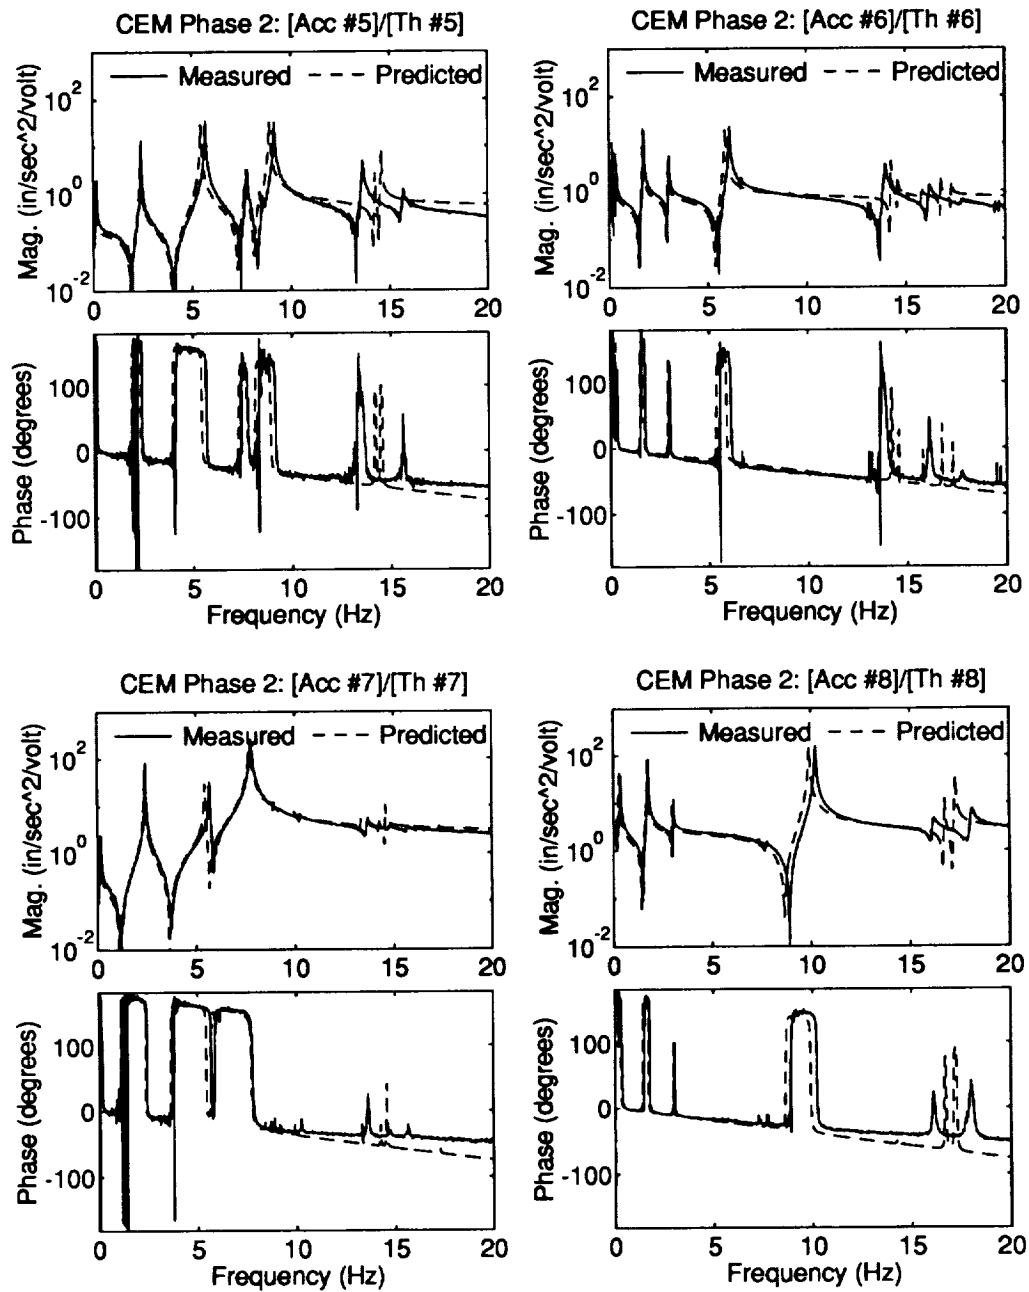 CEM Phase 2: [Acc #5]/[Th #5]
Measured Predicted
Mag. (in/sec^2/volt)
10^2
10^0
10^-2
0 5 10 15 20
Phase (degrees)
100
0
-100
0 5 10 15 20
Frequency (Hz)
CEM Phase 2: [Acc #6]/[Th #6]
Measured Predicted
Mag. (in/sec^2/volt)
10^2
10^0
10^-2
0 5 10 15 20
Phase (degrees)
100
0
-100
0 5 10 15 20
Frequency (Hz)
CEM Phase 2: [Acc #7]/[Th #7]
Measured Predicted
Mag. (in/sec^2/volt)
10^2
10^0
10^-2
0 5 10 15 20
Phase (degrees)
100
0
-100
0 5 10 15 20
Frequency (Hz)
CEM Phase 2: [Acc #8]/[Th #8]
Measured Predicted
Mag. (in/sec^2/volt)
10^2
10^0
10^-2
0 5 10 15 20
Phase (degrees)
100
0
-100
0 5 10 15 20
Frequency (Hz)